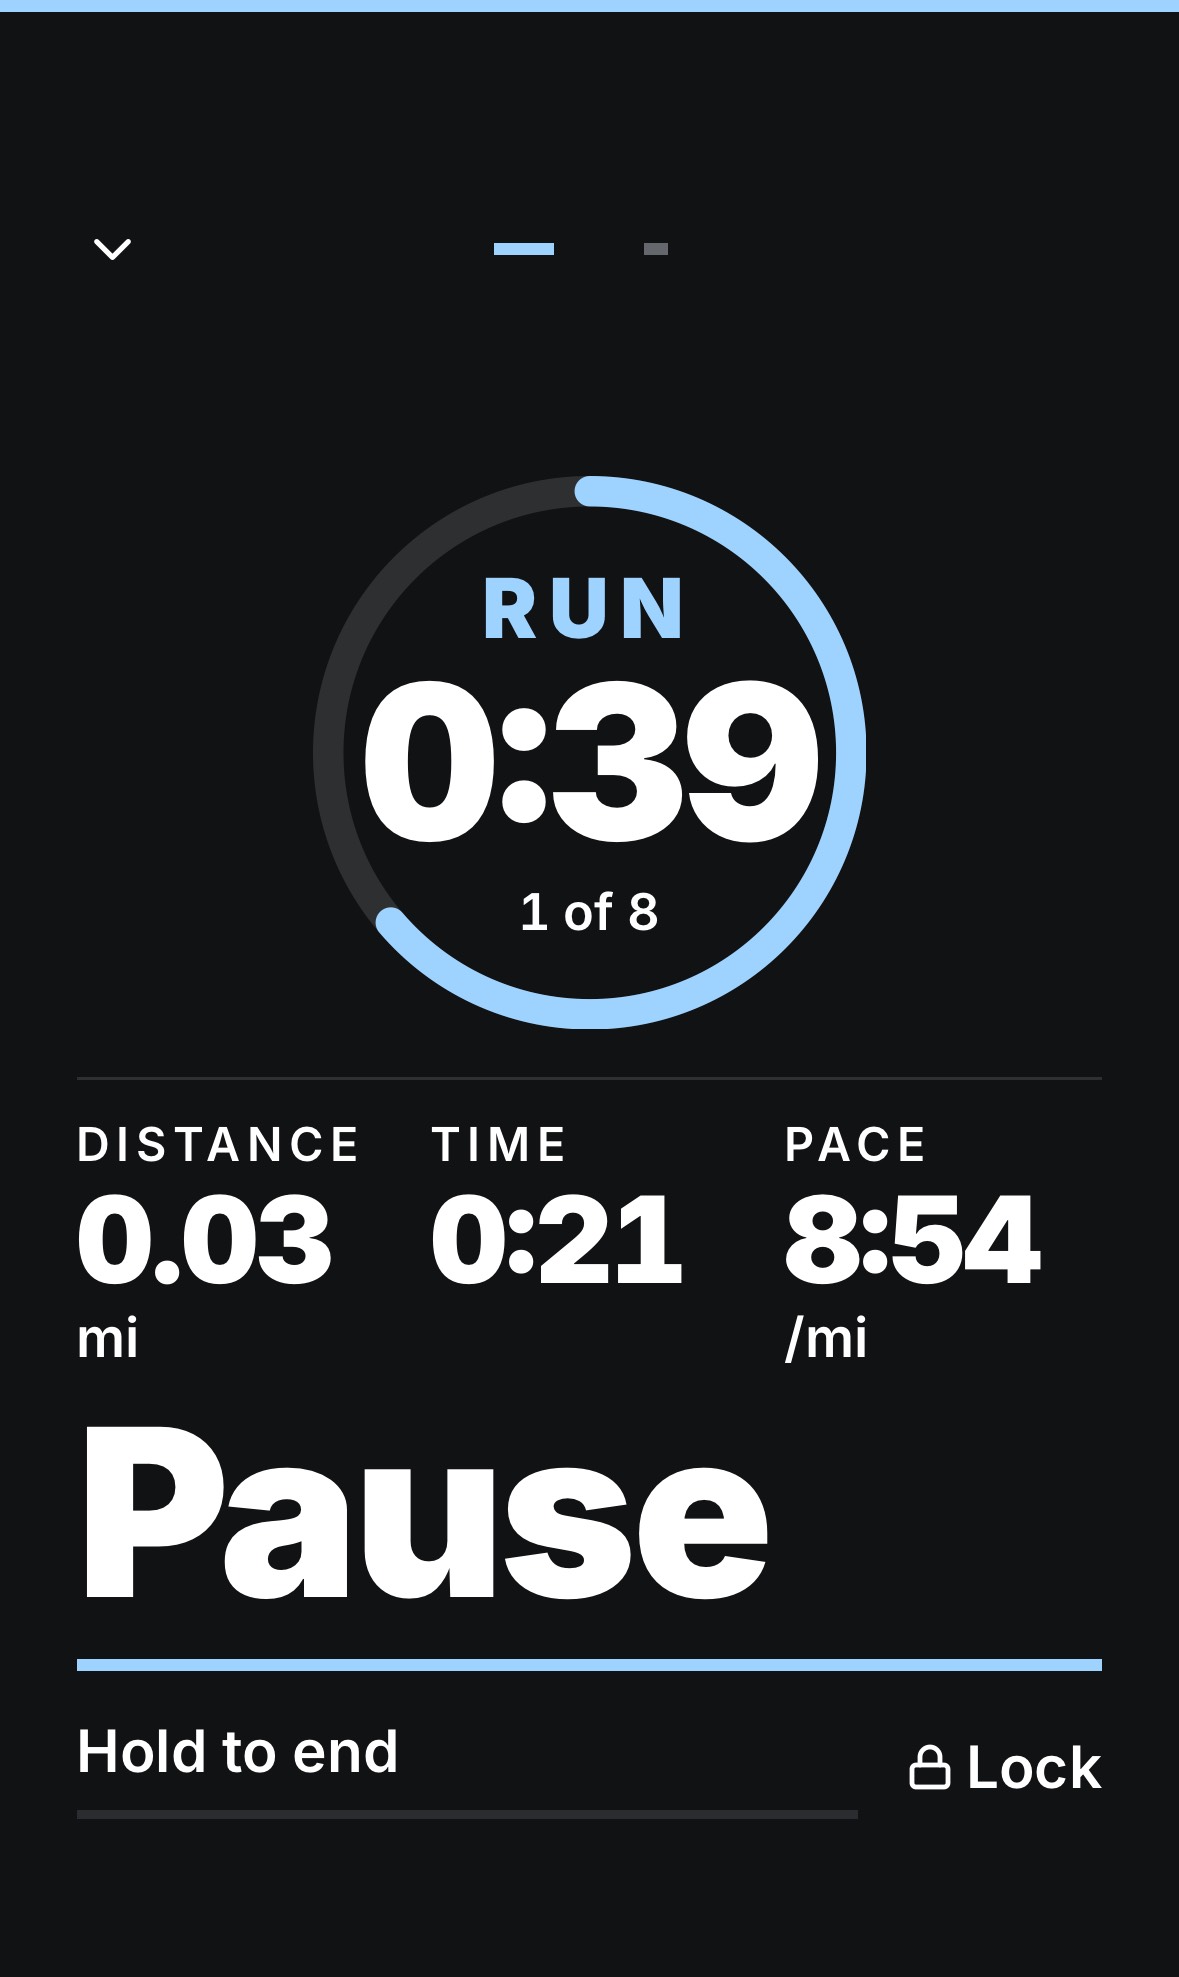 RUN
0:39
1 of 8
DISTANCE TIME PACE
0.03 0:21 8:54
mi /mi
Pause
Hold to end
Lock